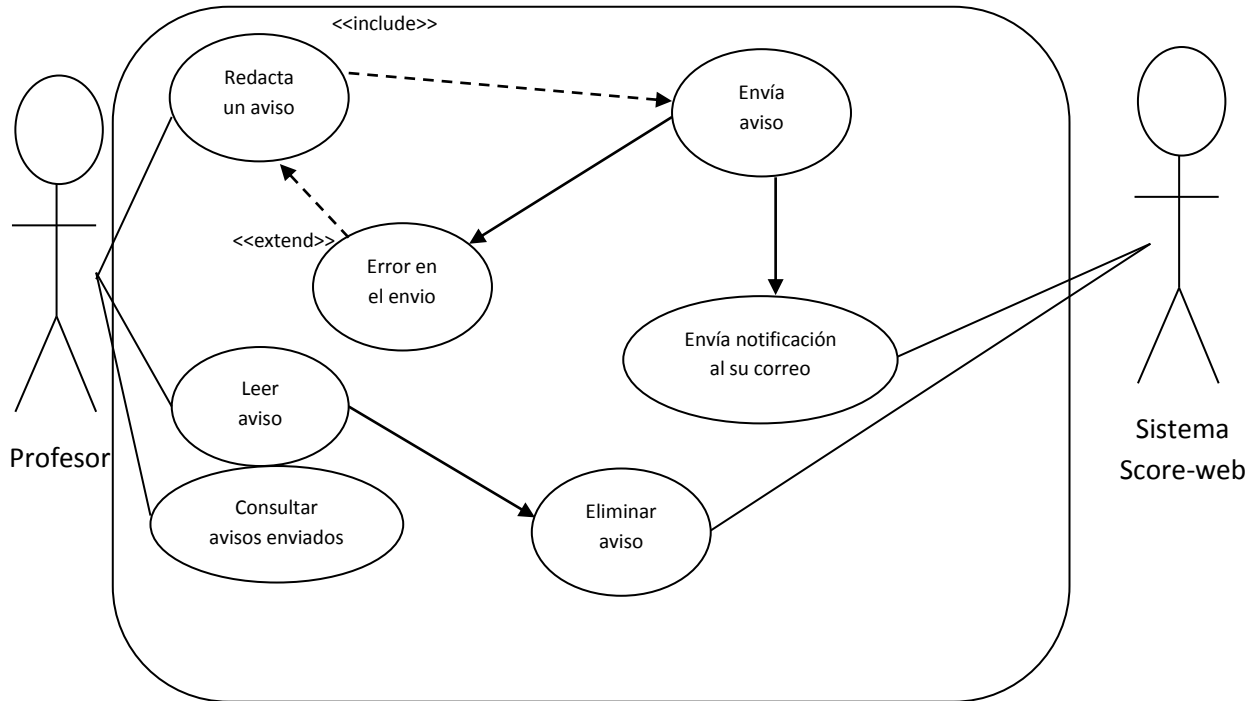 <<include>>
Redacta
un aviso
Envía
aviso
<<extend>>
Error en
el envio
Envía notificación
al su correo
Leer
aviso
Profesor
Sistema
Score-web
Consultar
avisos enviados
Eliminar
aviso